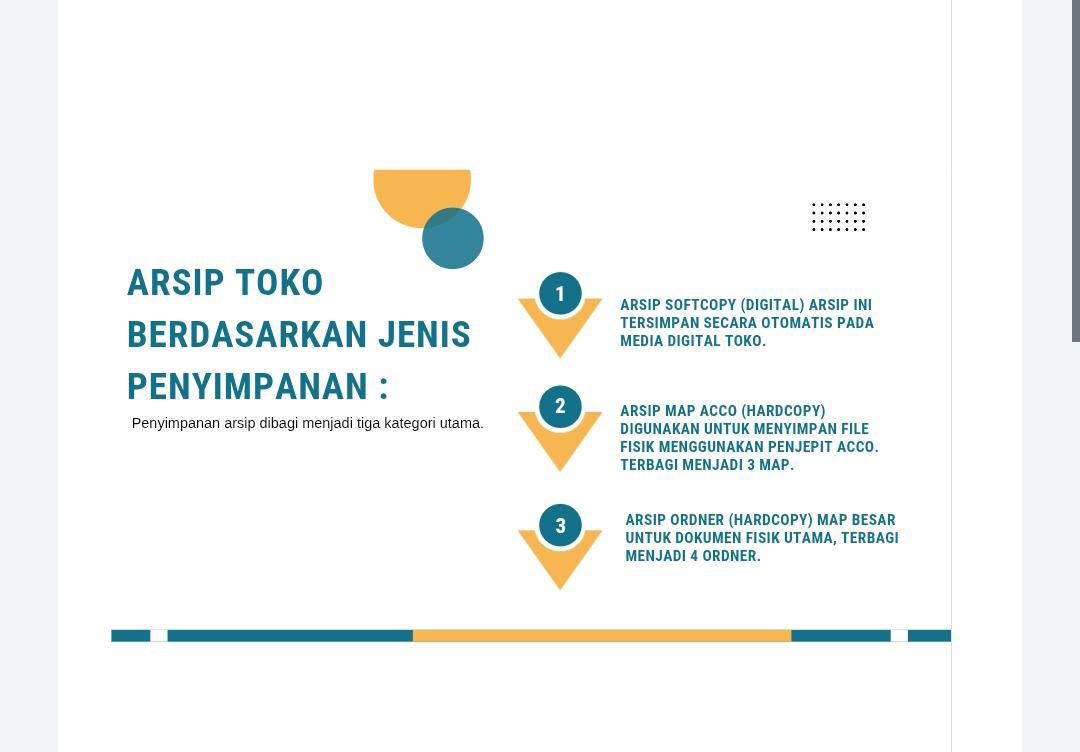 ARSIP TOKO
BERDASARKAN JENIS
PENYIMPANAN :
Penyimpanan arsip dibagi menjadi tiga kategori utama.
1
ARSIP SOFTCOPY (DIGITAL) ARSIP INI
TERSIMPAN SECARA OTOMATIS PADA
MEDIA DIGITAL TOKO.
2
ARSIP MAP ACCO (HARDCOPY)
DIGUNAKAN UNTUK MENYIMPAN FILE
FISIK MENGGUNAKAN PENJEPIT ACCO.
TERBAGI MENJADI 3 MAP.
3
ARSIP ORDNER (HARDCOPY) MAP BESAR
UNTUK DOKUMEN FISIK UTAMA, TERBAGI
MENJADI 4 ORDNER.